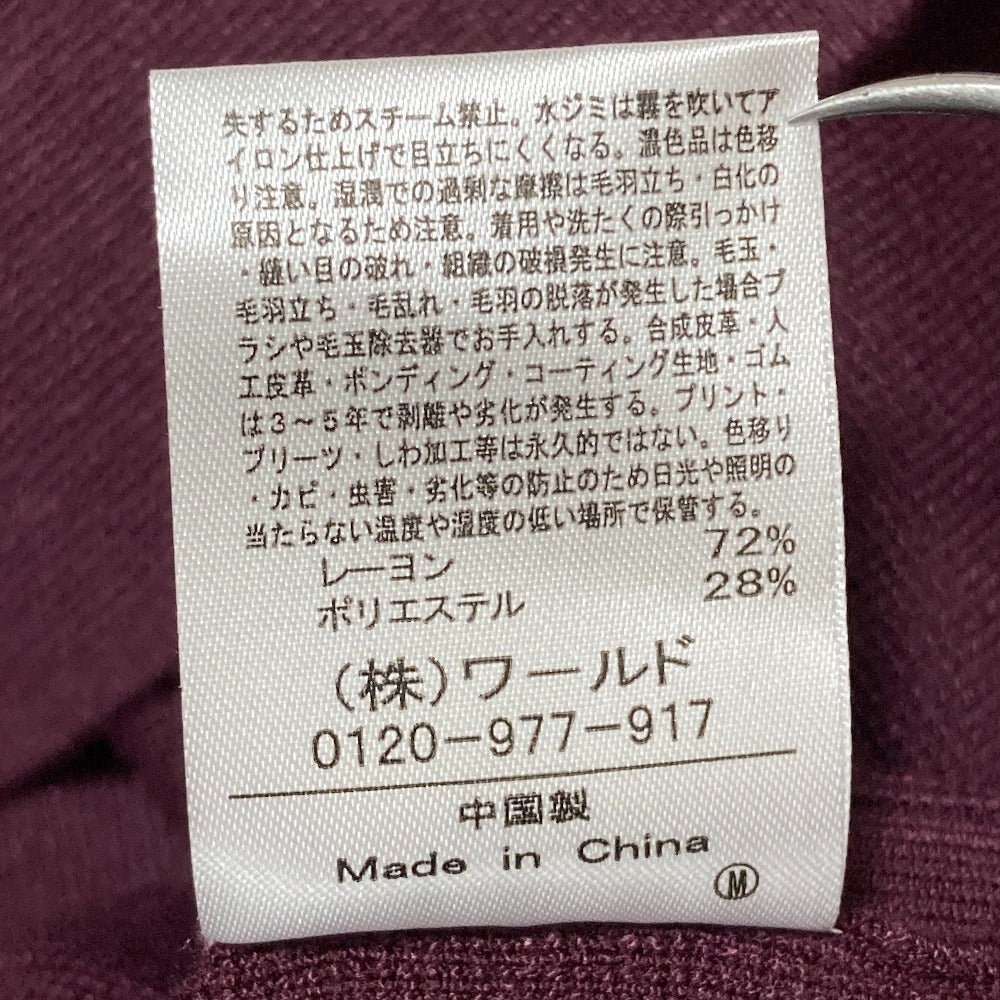 失するためスチーム禁止。水ジミは霧を吹いてア
イロン仕上げで目立ちにくくなる。濃色品は色移
り注意。湿潤での過剰な摩擦は毛羽立ち・白化の
原因となるため注意。着用や洗たくの際引っかけ
・縫い目の破れ・組織の破損発生に注意。毛玉・
毛羽立ち・毛乱れ・毛羽の脱落が発生した場合ブ
ラシや毛玉除去器でお手入れする。合成皮革・人
工皮革・ボンディング・コーティング生地・ゴム
は3～5年で剥離や劣化が発生する。プリント・
プリーツ・しわ加工等は永久的ではない。色移り
・カビ・虫害・劣化等の防止のため日光や照明の
当たらない温度や湿度の低い場所で保管する。
レーヨン 72%
ポリエステル 28%
(株)ワールド
0120-977-917
中国製
Made in China
M